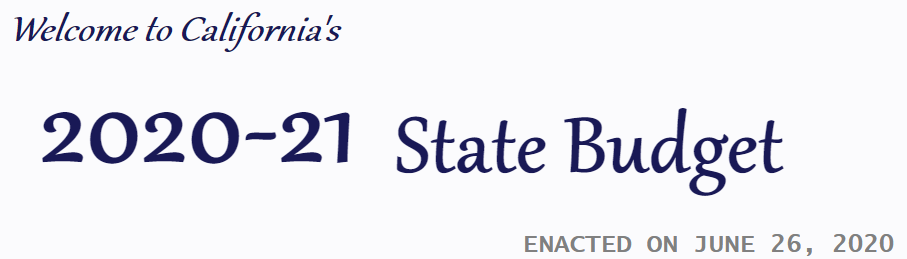 Welcome to California's
2020-21 State Budget
ENACTED ON JUNE 26, 2020